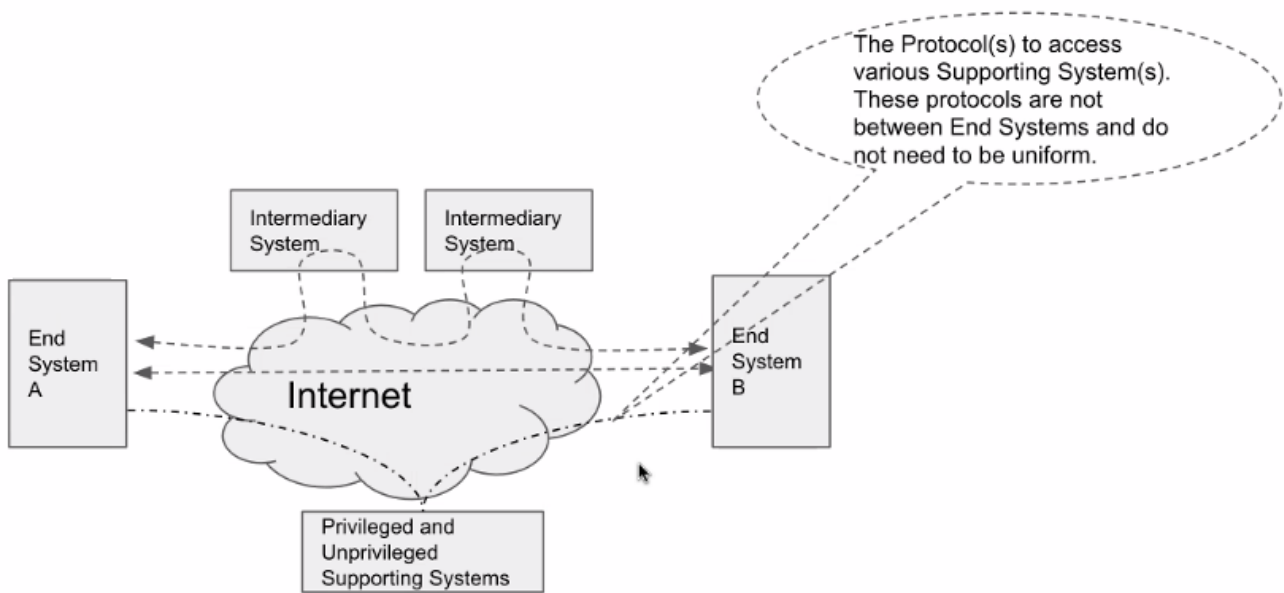 The Protocol(s) to access
various Supporting System(s).
These protocols are not
between End Systems and do
not need to be uniform.
Intermediary
System
Intermediary
System
End
System
A
Internet
End
System
B
Privileged and
Unprivileged
Supporting Systems